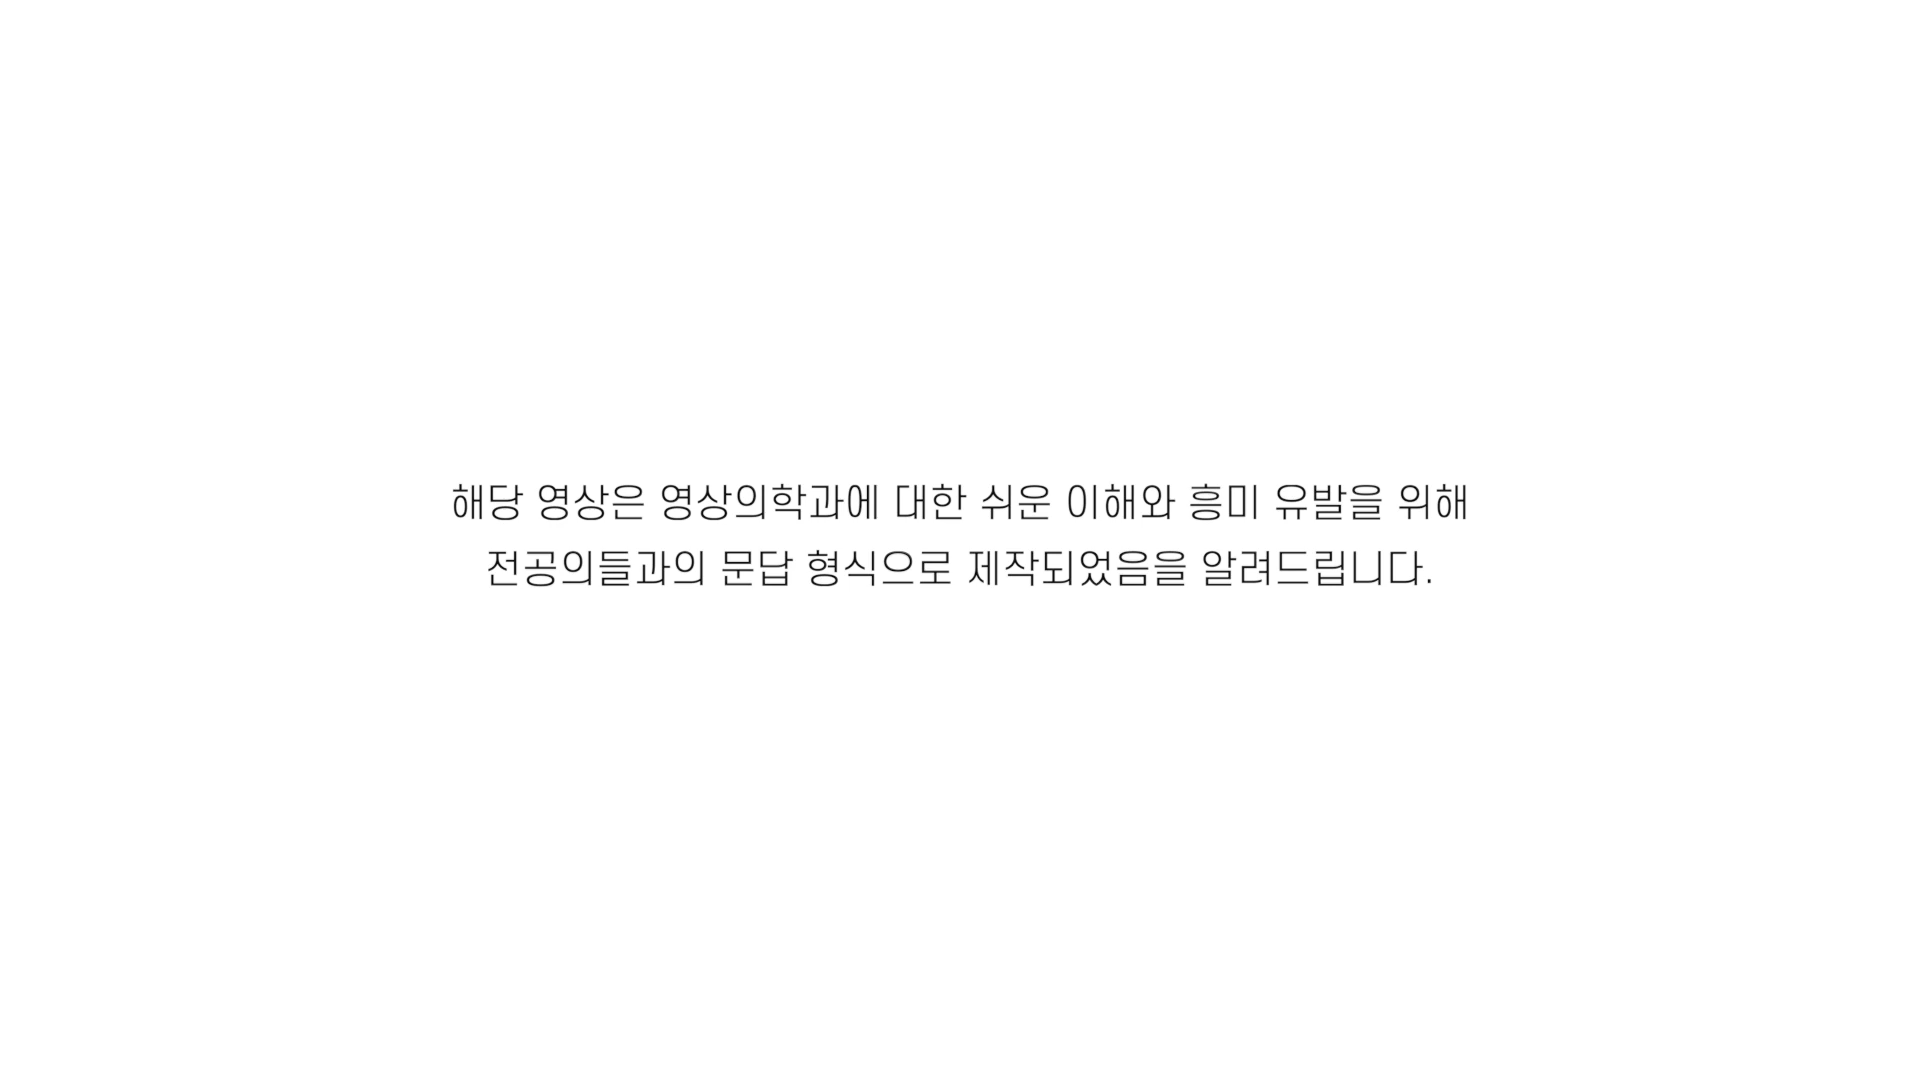 해당 영상은 영상의학과에 대한 쉬운 이해와 흥미 유발을 위해
전공의들과의 문답 형식으로 제작되었음을 알려드립니다.